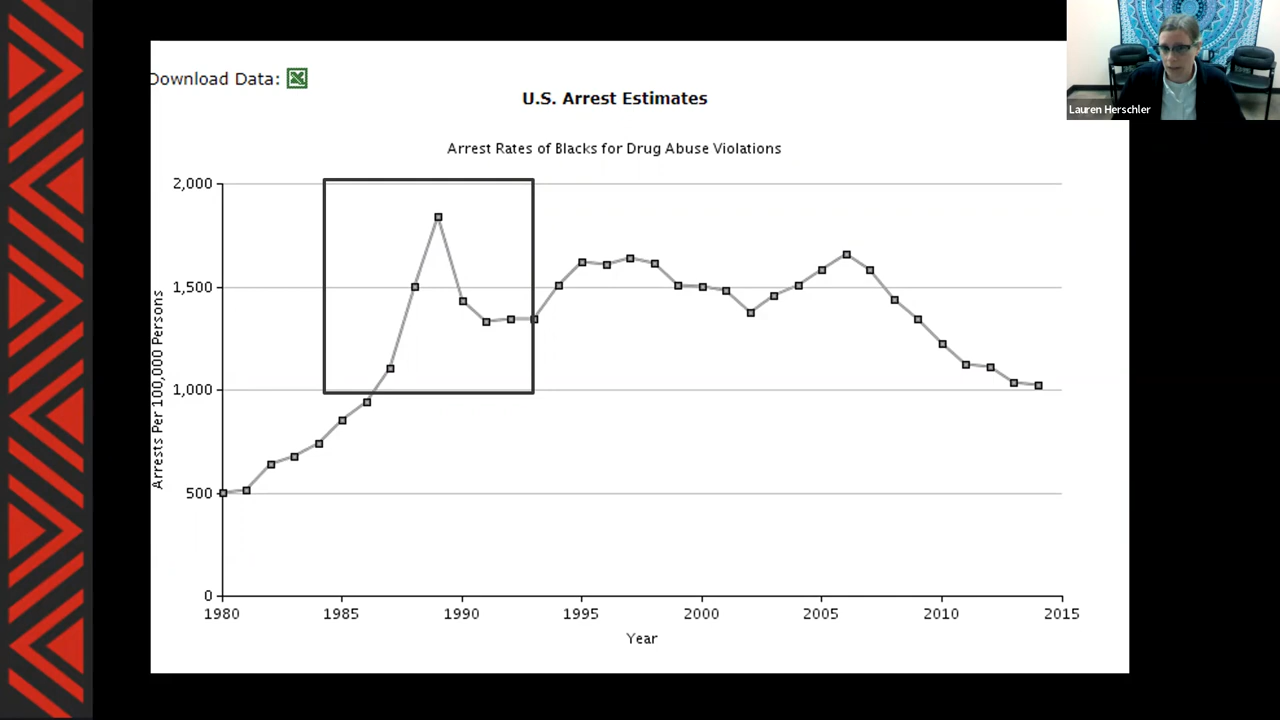 Download Data:
U.S. Arrest Estimates
Arrest Rates of Blacks for Drug Abuse Violations
Lauren Herschler
Arrests Per 100,000 Persons
2,000
1,500
1,000
500
0
1980 1985 1990 1995 2000 2005 2010 2015
Year